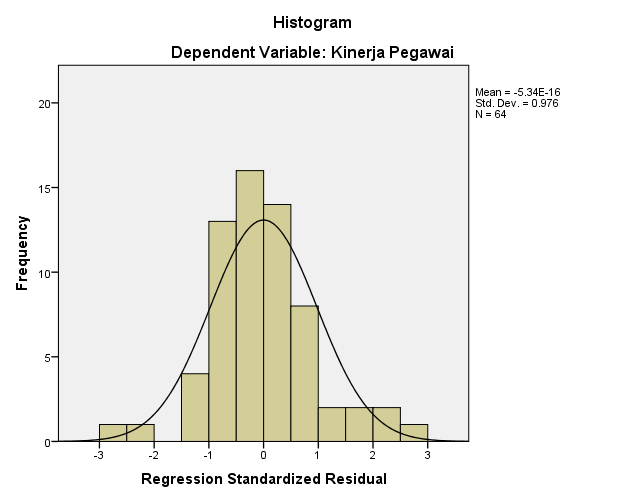 Histogram
Dependent Variable: Kinerja Pegawai
Mean = -5.34E-16
Std. Dev. = 0.976
N = 64
20
15
10
5
0
Frequency
-3 -2 -1 0 1 2 3
Regression Standardized Residual